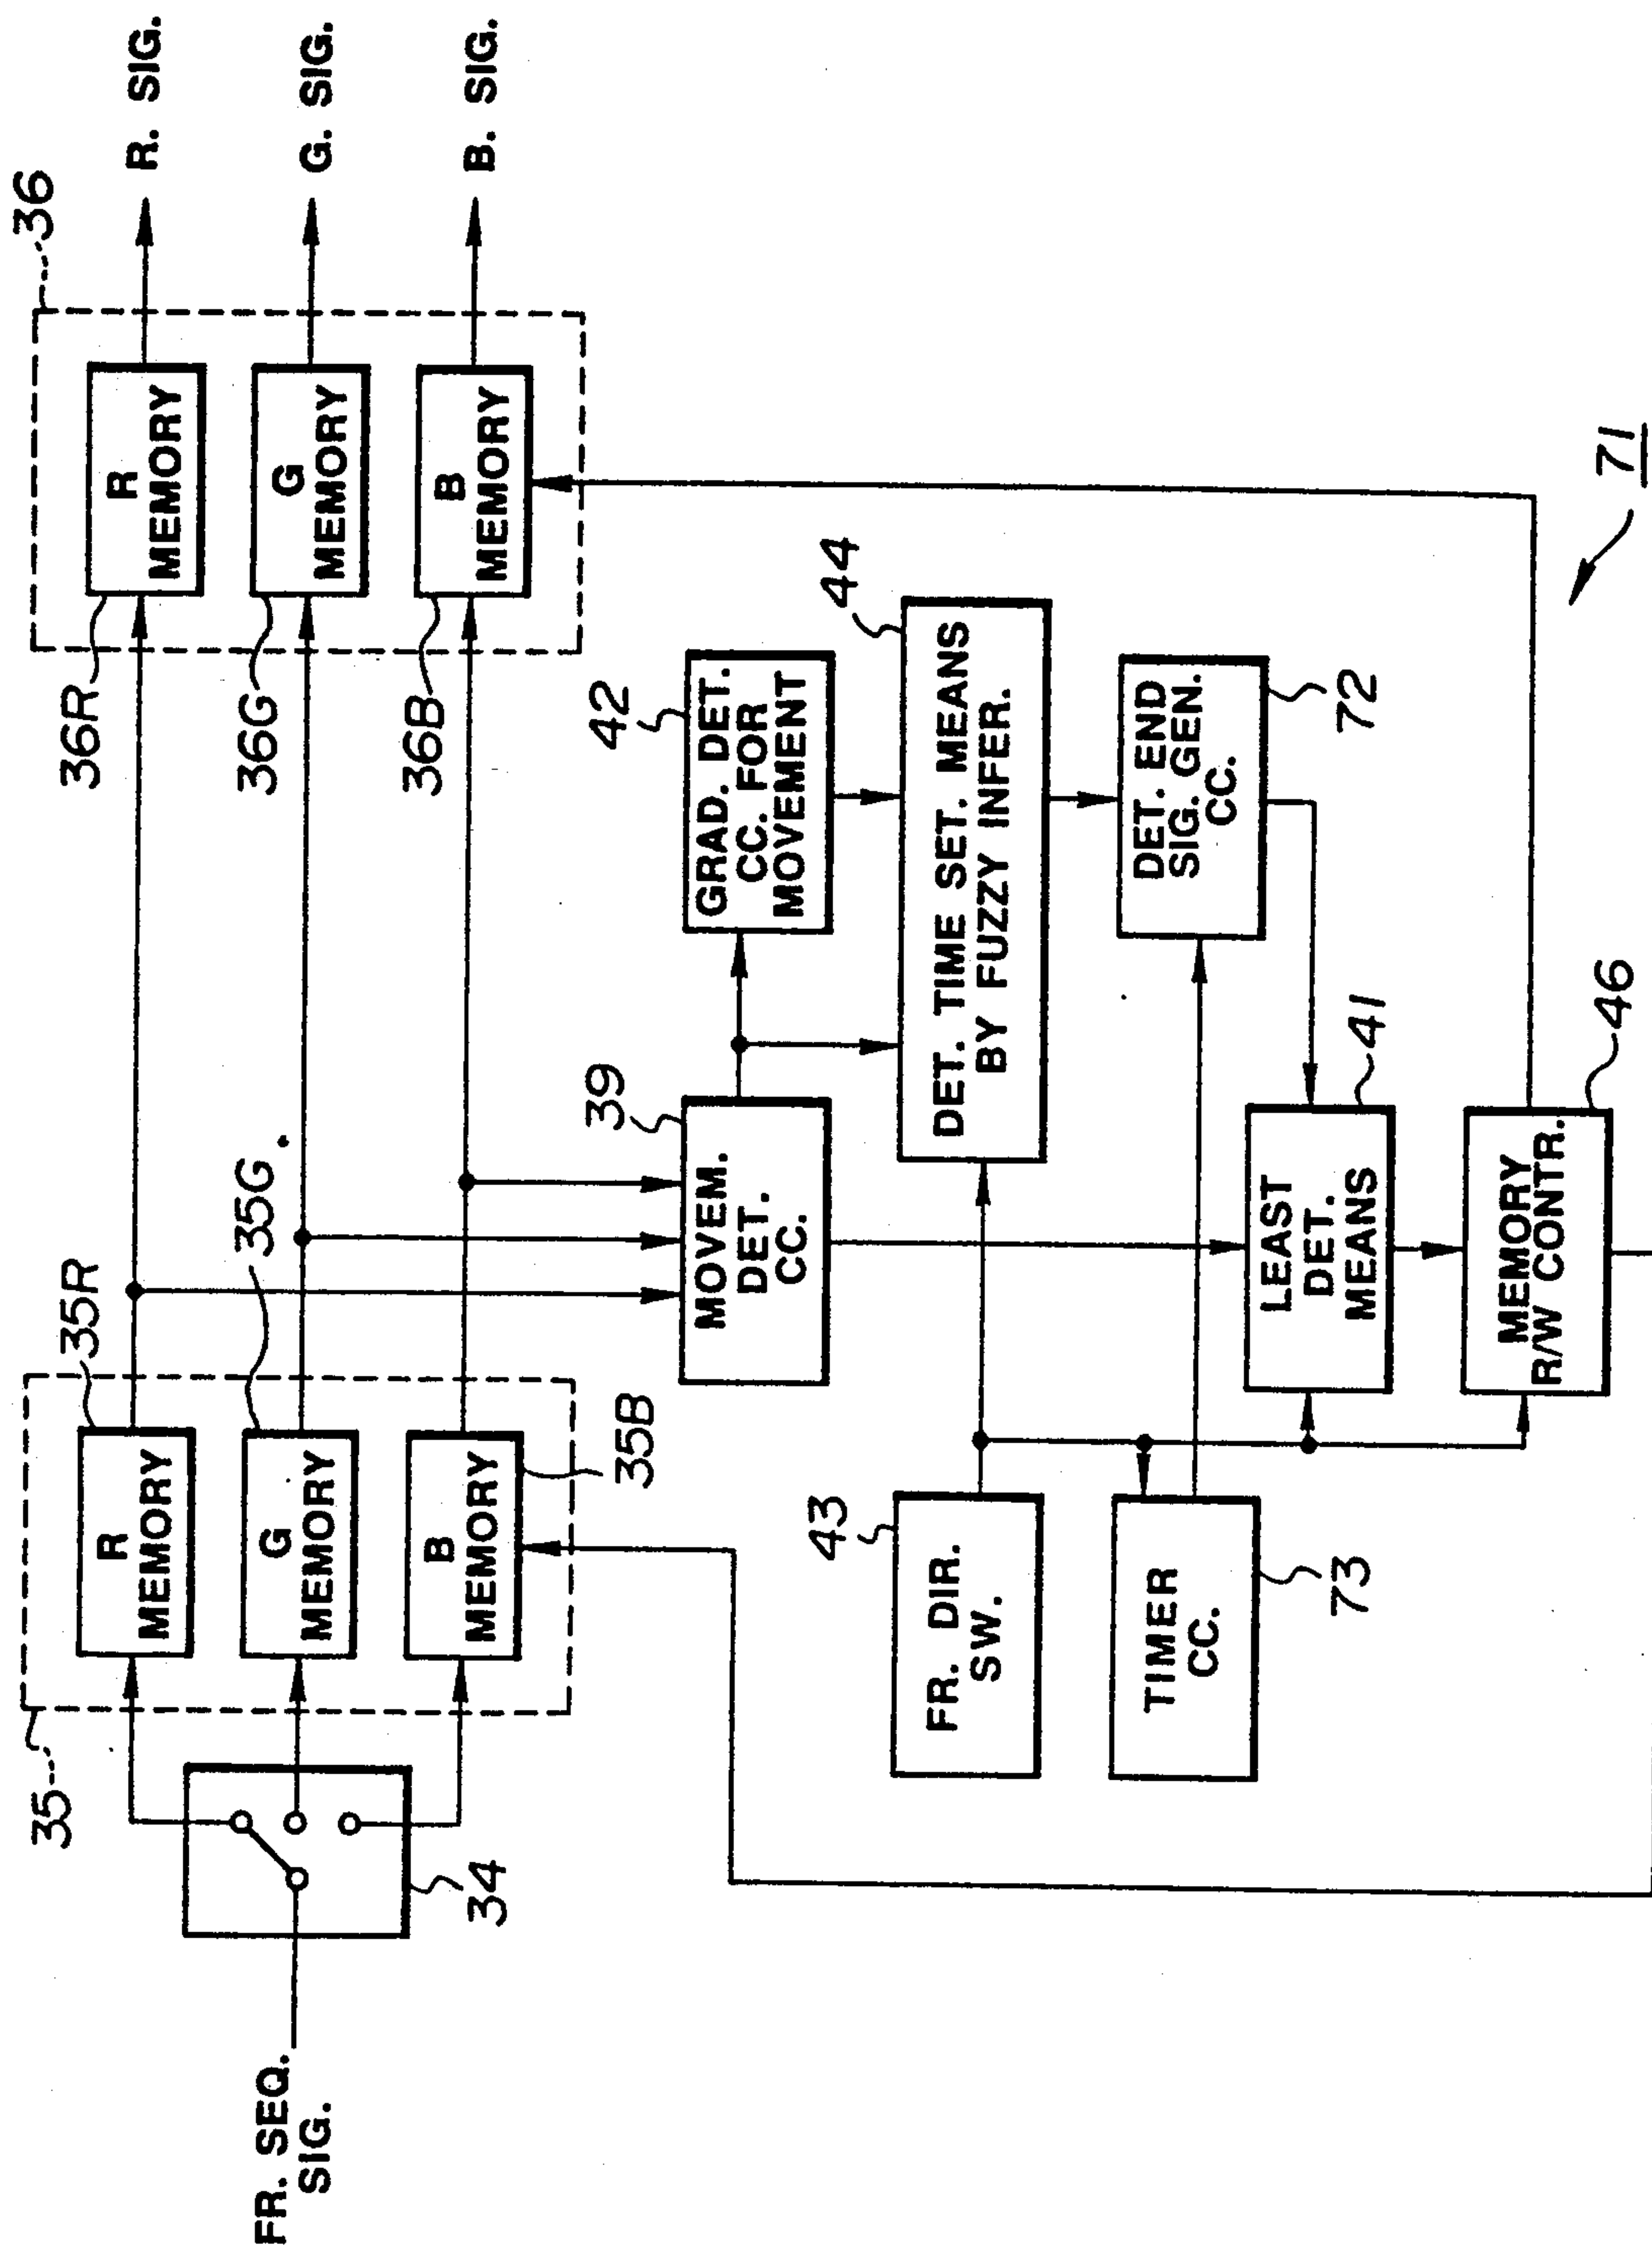 36
R. SIG.
G. SIG.
B. SIG.
35
35R
36R
R
MEMORY
R
MEMORY
35G
36G
G
MEMORY
G
MEMORY
36B
B
MEMORY
B
MEMORY
35B
34
FR. SEQ.
SIG.
39
MOVEM.
DET.
CC.
42
GRAD. DET.
CC. FOR
MOVEMENT
43
FR. DIR.
SW.
44
DET. TIME SET. MEANS
BY FUZZY INFER.
TIMER
CC.
73
DET. END
SIG. GEN.
CC.
72
LEAST
DET.
MEANS
41
MEMORY
R/W CONTR.
46
71